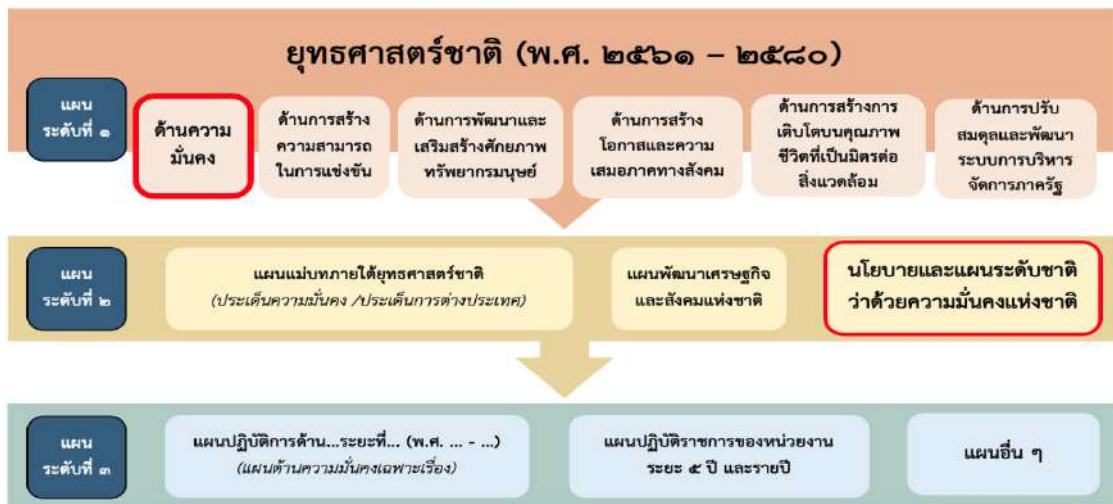 ยุทธศาสตร์ชาติ (พ.ศ. ๒๕๖๑ – ๒๕๘๐)
แผน
ระดับที่ ๑
ด้านความ
มั่นคง
ด้านการสร้าง
ความสามารถ
ในการแข่งขัน
ด้านการพัฒนาและ
เสริมสร้างศักยภาพ
ทรัพยากรมนุษย์
ด้านการสร้าง
โอกาสและความ
เสมอภาคทางสังคม
ด้านการสร้างการ
เติบโตบนคุณภาพ
ชีวิตที่เป็นมิตรต่อ
สิ่งแวดล้อม
ด้านการปรับ
สมดุลและพัฒนา
ระบบการบริหาร
จัดการภาครัฐ
แผน
ระดับที่ ๒
แผนแม่บทภายใต้ยุทธศาสตร์ชาติ
(ประเด็นความมั่นคง /ประเด็นการต่างประเทศ)
แผนพัฒนาเศรษฐกิจ
และสังคมแห่งชาติ
นโยบายและแผนระดับชาติ
ว่าด้วยความมั่นคงแห่งชาติ
แผน
ระดับที่ ๓
แผนปฏิบัติการด้าน...ระยะที่... (พ.ศ. ... - ...)
(แผนด้านความมั่นคงเฉพาะเรื่อง)
แผนปฏิบัติราชการของหน่วยงาน
ระยะ ๕ ปี และรายปี
แผนอื่น ๆ